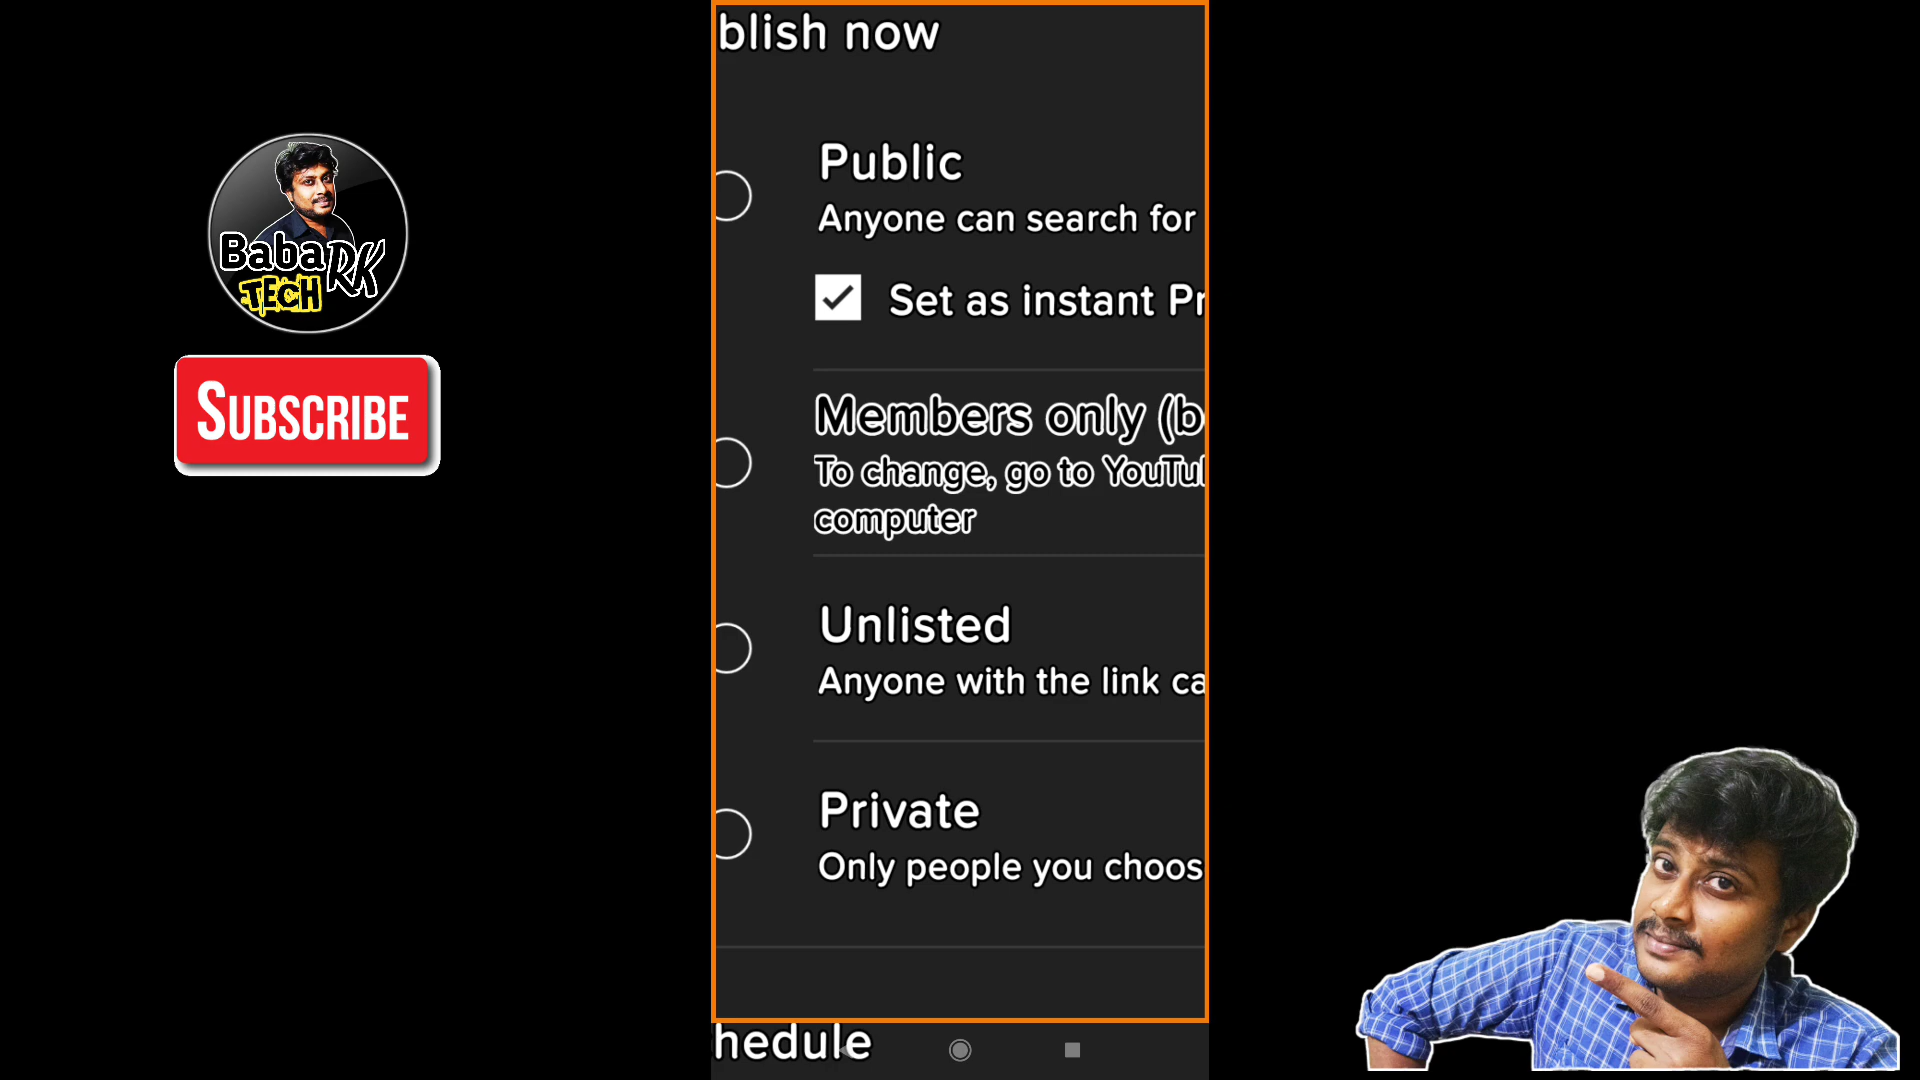 Baba RK
TECH
SUBSCRIBE
blish now
Public
Anyone can search for
Set as instant Pr
Members only (b
To change, go to YouTu
computer
Unlisted
Anyone with the link ca
Private
Only people you choos
hedule